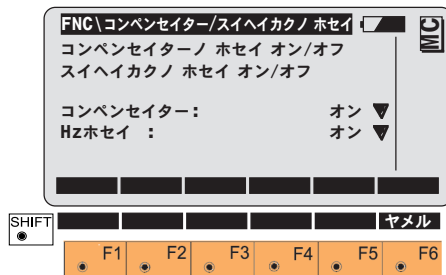 FNC\コンペンセイター/スイヘイカクノ ホセイ
MC
コンペンセイターノ ホセイ オン/オフ
スイヘイカクノ ホセイ オン/オフ
コンペンセイター: オン ▼
Hzホセイ : オン ▼
SHIFT
ヤメル
F1 F2 F3 F4 F5 F6